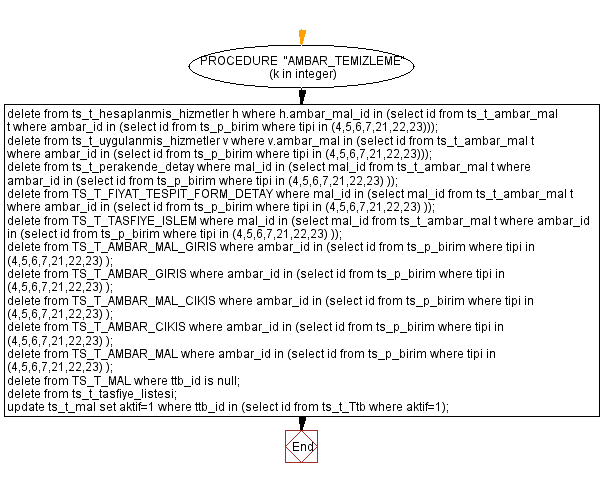 PROCEDURE "AMBAR_TEMIZLEME"
(k in integer)
delete from ts_t_hesaplanmis_hizmetler h where h.ambar_mal_id in (select id from ts_t_ambar_mal
t where ambar_id in (select id from ts_p_birim where tipi in (4,5,6,7,21,22,23)));
delete from ts_t_uygulanmis_hizmetler v where v.ambar_mal in (select id from ts_t_ambar_mal t
where ambar_id in (select id from ts_p_birim where tipi in (4,5,6,7,21,22,23)));
delete from ts_t_perakende_detay where mal_id in (select mal_id from ts_t_ambar_mal t where
ambar_id in (select id from ts_p_birim where tipi in (4,5,6,7,21,22,23) ));
delete from TS_T_FIYAT_TESPIT_FORM_DETAY where mal_id in (select mal_id from ts_t_ambar_mal t
where ambar_id in (select id from ts_p_birim where tipi in (4,5,6,7,21,22,23) ));
delete from TS_T_TASFIYE_ISLEM where mal_id in (select mal_id from ts_t_ambar_mal t where ambar_id
in (select id from ts_p_birim where tipi in (4,5,6,7,21,22,23) ));
delete from TS_T_AMBAR_MAL_GIRIS where ambar_id in (select id from ts_p_birim where tipi in
(4,5,6,7,21,22,23) );
delete from TS_T_AMBAR_GIRIS where ambar_id in (select id from ts_p_birim where tipi in
(4,5,6,7,21,22,23) );
delete from TS_T_AMBAR_MAL_CIKIS where ambar_id in (select id from ts_p_birim where tipi in
(4,5,6,7,21,22,23) );
delete from TS_T_AMBAR_CIKIS where ambar_id in (select id from ts_p_birim where tipi in
(4,5,6,7,21,22,23) );
delete from TS_T_AMBAR_MAL where ambar_id in (select id from ts_p_birim where tipi in
(4,5,6,7,21,22,23) );
delete from TS_T_MAL where ttb_id is null;
delete from ts_t_tasfiye_listesi;
update ts_t_mal set aktif=1 where ttb_id in (select id from ts_t_Ttb where aktif=1);
End